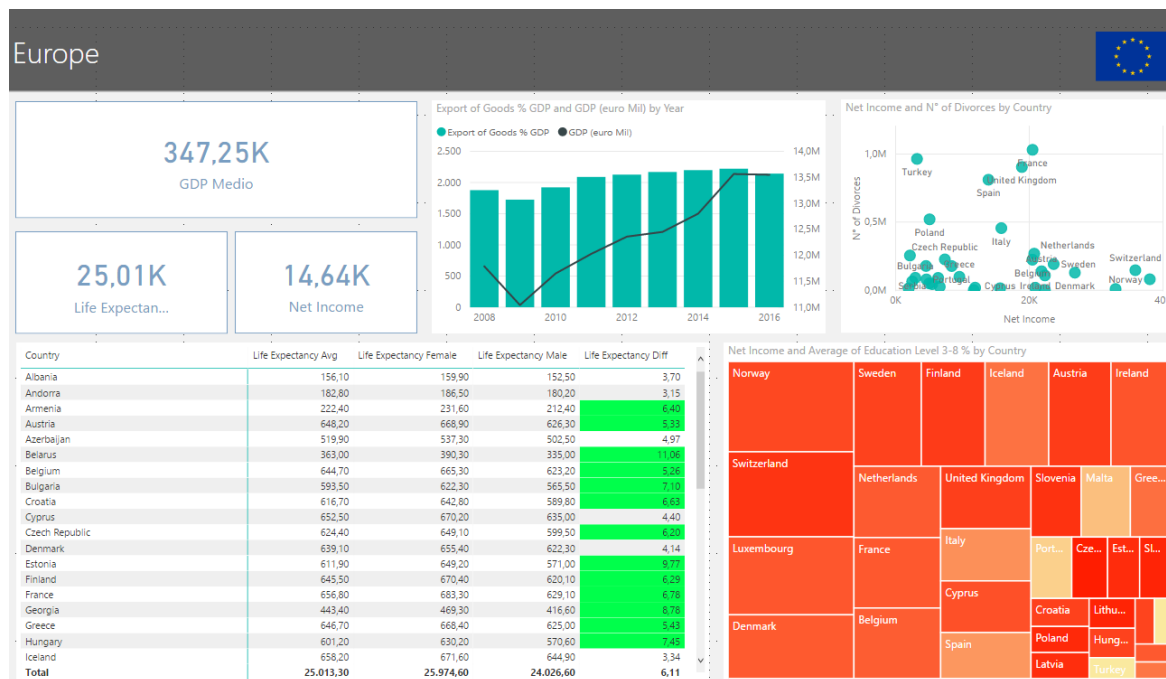 Europe
347,25K
GDP Medio
25,01K
Life Expectan...
14,64K
Net Income
Export of Goods % GDP and GDP (euro Mil) by Year
Export of Goods % GDP GDP (euro Mil)
2.500
2.000
1.500
1.000
500
0
14,0M
13,5M
13,0M
12,5M
12,0M
11,5M
11,0M
2008 2010 2012 2014 2016
Net Income and N° of Divorces by Country
N° of Divorces
1,0M
0,5M
0,0M
Turkey
France
United Kingdom
Spain
Poland
Italy
Czech Republic
Netherlands
Bulgaria
Greece
Austria
Sweden
Switzerland
Portugal
Belgium
Norway
Serbia
Cyprus
Ireland
Denmark
0K 20K 40
Net Income
Country Life Expectancy Avg Life Expectancy Female Life Expectancy Male Life Expectancy Diff
Albania 156,10 159,90 152,50 3,70
Andorra 182,80 186,50 180,20 3,15
Armenia 222,40 231,60 212,40 6,40
Austria 648,20 668,90 626,30 5,33
Azerbaijan 519,90 537,30 502,50 4,97
Belarus 363,00 390,30 335,00 11,06
Belgium 644,70 665,30 623,20 5,26
Bulgaria 593,50 622,30 565,50 7,10
Croatia 616,70 642,80 589,80 6,63
Cyprus 652,50 670,20 635,00 4,40
Czech Republic 624,40 649,10 599,50 6,20
Denmark 639,10 655,40 622,30 4,14
Estonia 611,90 649,20 571,00 9,77
Finland 645,50 670,40 620,10 6,29
France 656,80 683,30 629,10 6,78
Georgia 443,40 469,30 416,60 8,78
Greece 646,70 668,40 625,00 5,43
Hungary 601,20 630,20 570,60 7,45
Iceland 658,20 671,60 644,90 3,34
Total 25.013,30 25.974,60 24.026,60 6,11
Net Income and Average of Education Level 3-8 % by Country
Norway
Sweden
Finland
Iceland
Austria
Ireland
Switzerland
Netherlands
United Kingdom
Slovenia
Malta
Gree...
Luxembourg
France
Italy
Port...
Cze...
Est...
Sl...
Cyprus
Croatia
Lithu...
Denmark
Belgium
Spain
Poland
Hung...
Latvia
Turkey